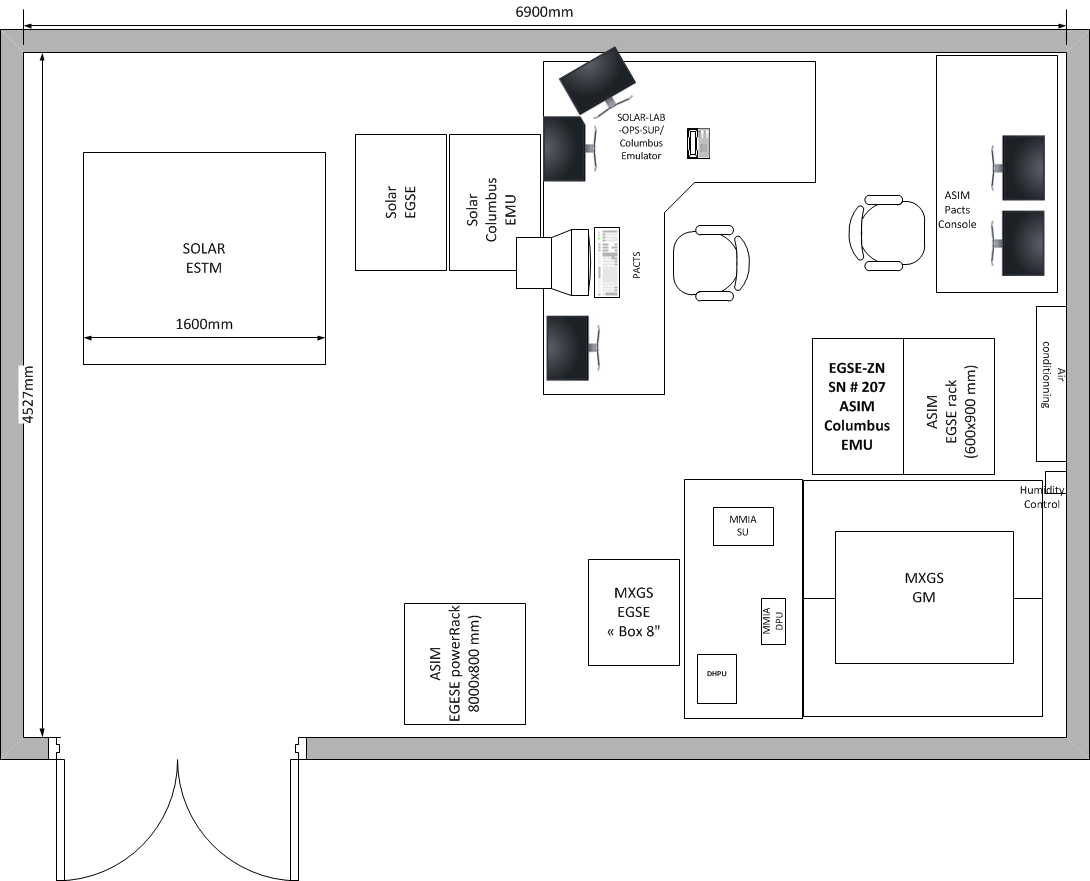 6900mm
SOLAR-LAB
-OPS-SUP/
Columbus
Emulator
Solar
EGSE
Solar
Columbus
EMU
ASIM
Pacts
Console
SOLAR
ESTM
PACTS
1600mm
4527mm
EGSE-ZN
SN # 207
ASIM
Columbus
EMU
ASIM
EGSE rack
(600x900 mm)
Air
conditionning
Humidity
Control
MMIA
SU
MXGS
GM
MXGS
EGSE
« Box 8"
MMIA
DPU
DHPU
ASIM
EGESE powerRack
8000x800 mm)